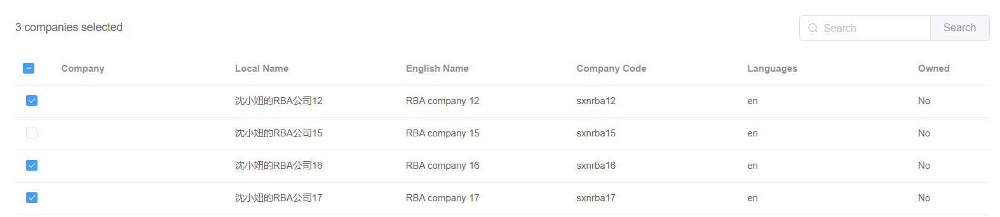 3 companies selected
Search Search
Company Local Name English Name Company Code Languages Owned
沈小妞的RBA公司12 RBA company 12 sxnrba12 en No
沈小妞的RBA公司15 RBA company 15 sxnrba15 en No
沈小妞的RBA公司16 RBA company 16 sxnrba16 en No
沈小妞的RBA公司17 RBA company 17 sxnrba17 en No